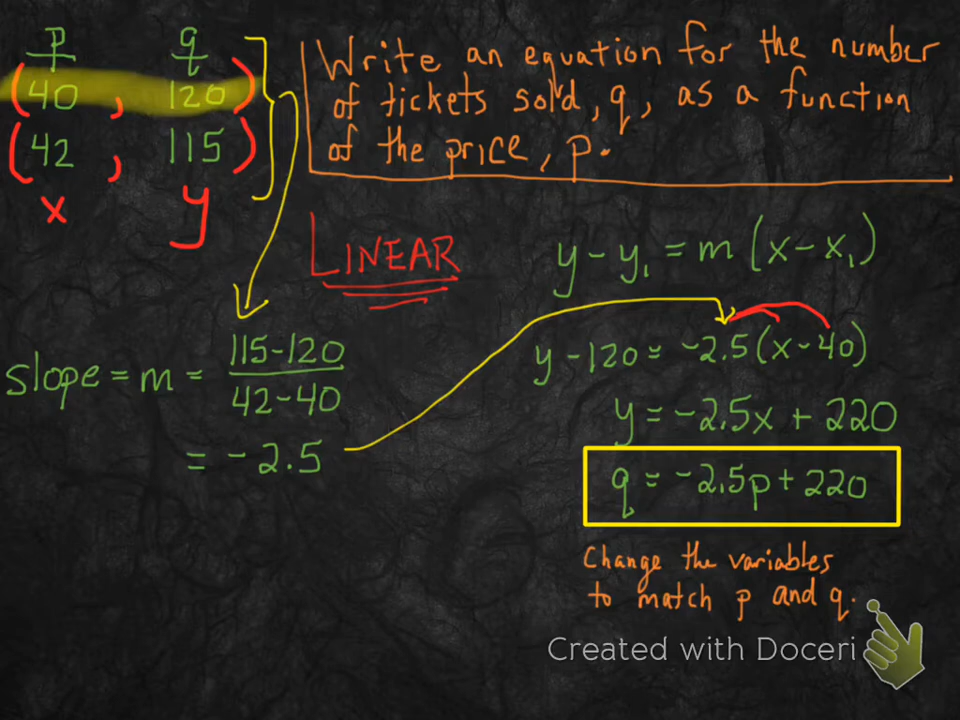 p q
(40 , 120)
(42 , 115)
x y
Write an equation for the number
of tickets sold, q, as a function
of the price, p.
LINEAR
slope = m = 115-120
42-40
= -2.5
y - y₁ = m (x - x₁)
y - 120 = -2.5(x - 40)
y = -2.5x + 220
q = -2.5p + 220
Change the variables
to match p and q.
Created with Doceri